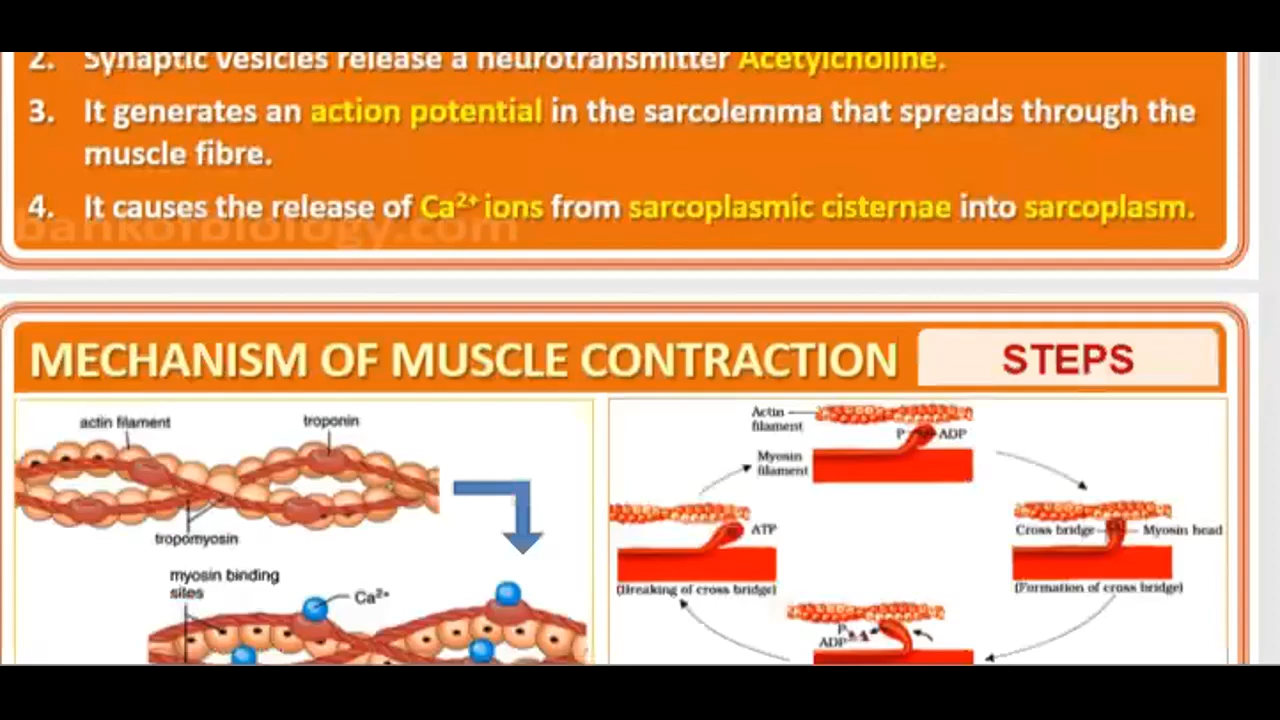 2. Synaptic vesicles release a neurotransmitter Acetylcholine.
3. It generates an action potential in the sarcolemma that spreads through the
muscle fibre.
4. It causes the release of Ca²⁺ ions from sarcoplasmic cisternae into sarcoplasm.
bankofbiology.com
MECHANISM OF MUSCLE CONTRACTION
STEPS
actin filament
troponin
tropomyosin
myosin binding
sites
Ca²⁺
Actin
filament
P
ADP
Myosin
filament
ATP
(Breaking of cross bridge)
Cross bridge
Myosin head
(Formation of cross bridge)
P
ADP